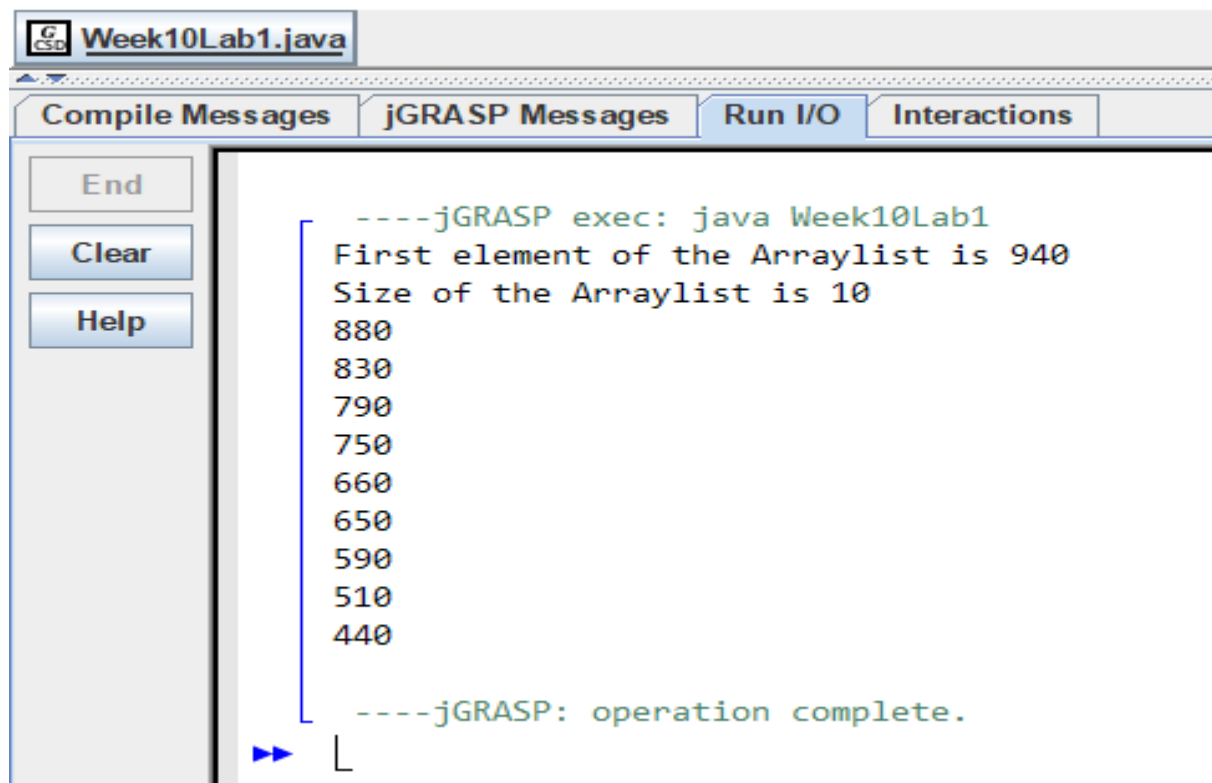 G
CSD
Week10Lab1.java
Compile Messages
jGRASP Messages
Run I/O
Interactions
End
Clear
Help
----jGRASP exec: java Week10Lab1
First element of the Arraylist is 940
Size of the Arraylist is 10
880
830
790
750
660
650
590
510
440
----jGRASP: operation complete.